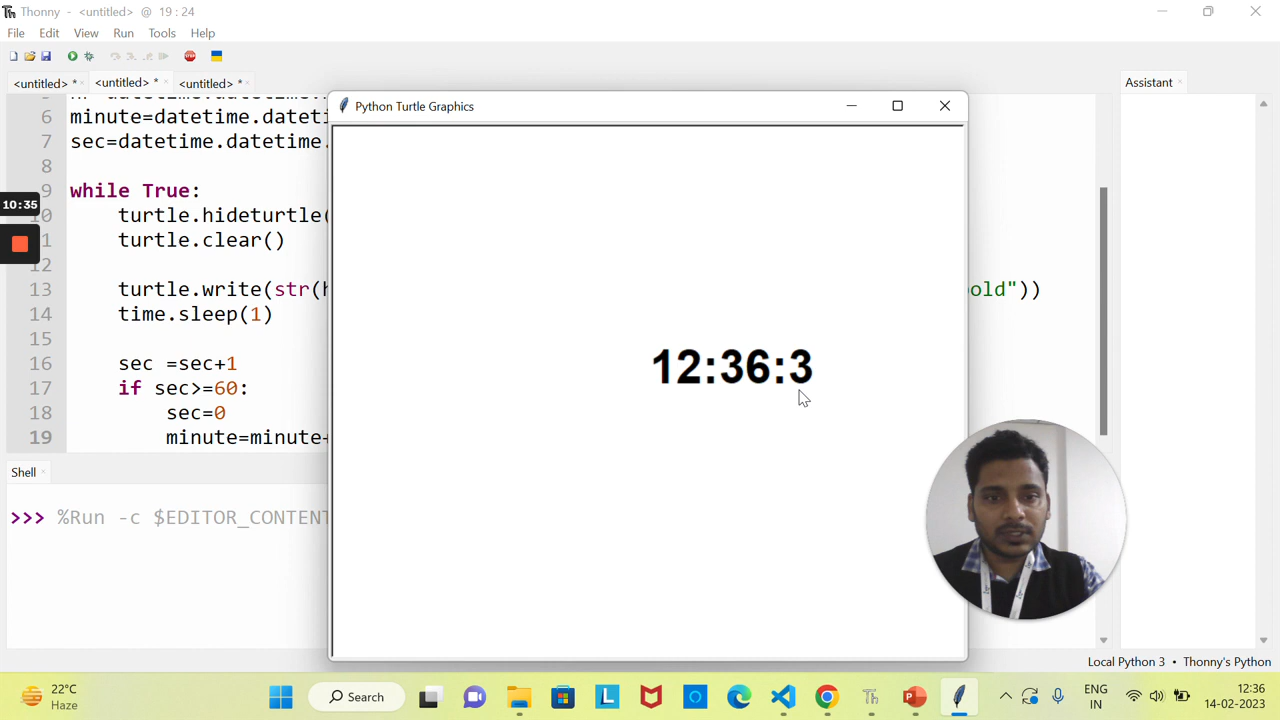 Thonny - <untitled> @ 19 : 24
File Edit View Run Tools Help
<untitled> * × <untitled> * × <untitled> * ×
Assistant ×
Python Turtle Graphics
6 minute=datetime.dateti
7 sec=datetime.datetime.
8
9 while True:
10 turtle.hideturtle(
turtle.clear()
12
13 turtle.write(str(h
old"))
14 time.sleep(1)
15
16 sec =sec+1
17 if sec>=60:
18 sec=0
19 minute=minute+
10:35
12:36:3
Shell ×
>>> %Run -c $EDITOR_CONTENT
Local Python 3 • Thonny's Python
22°C
Haze
Search
ENG
IN
12:36
14-02-2023